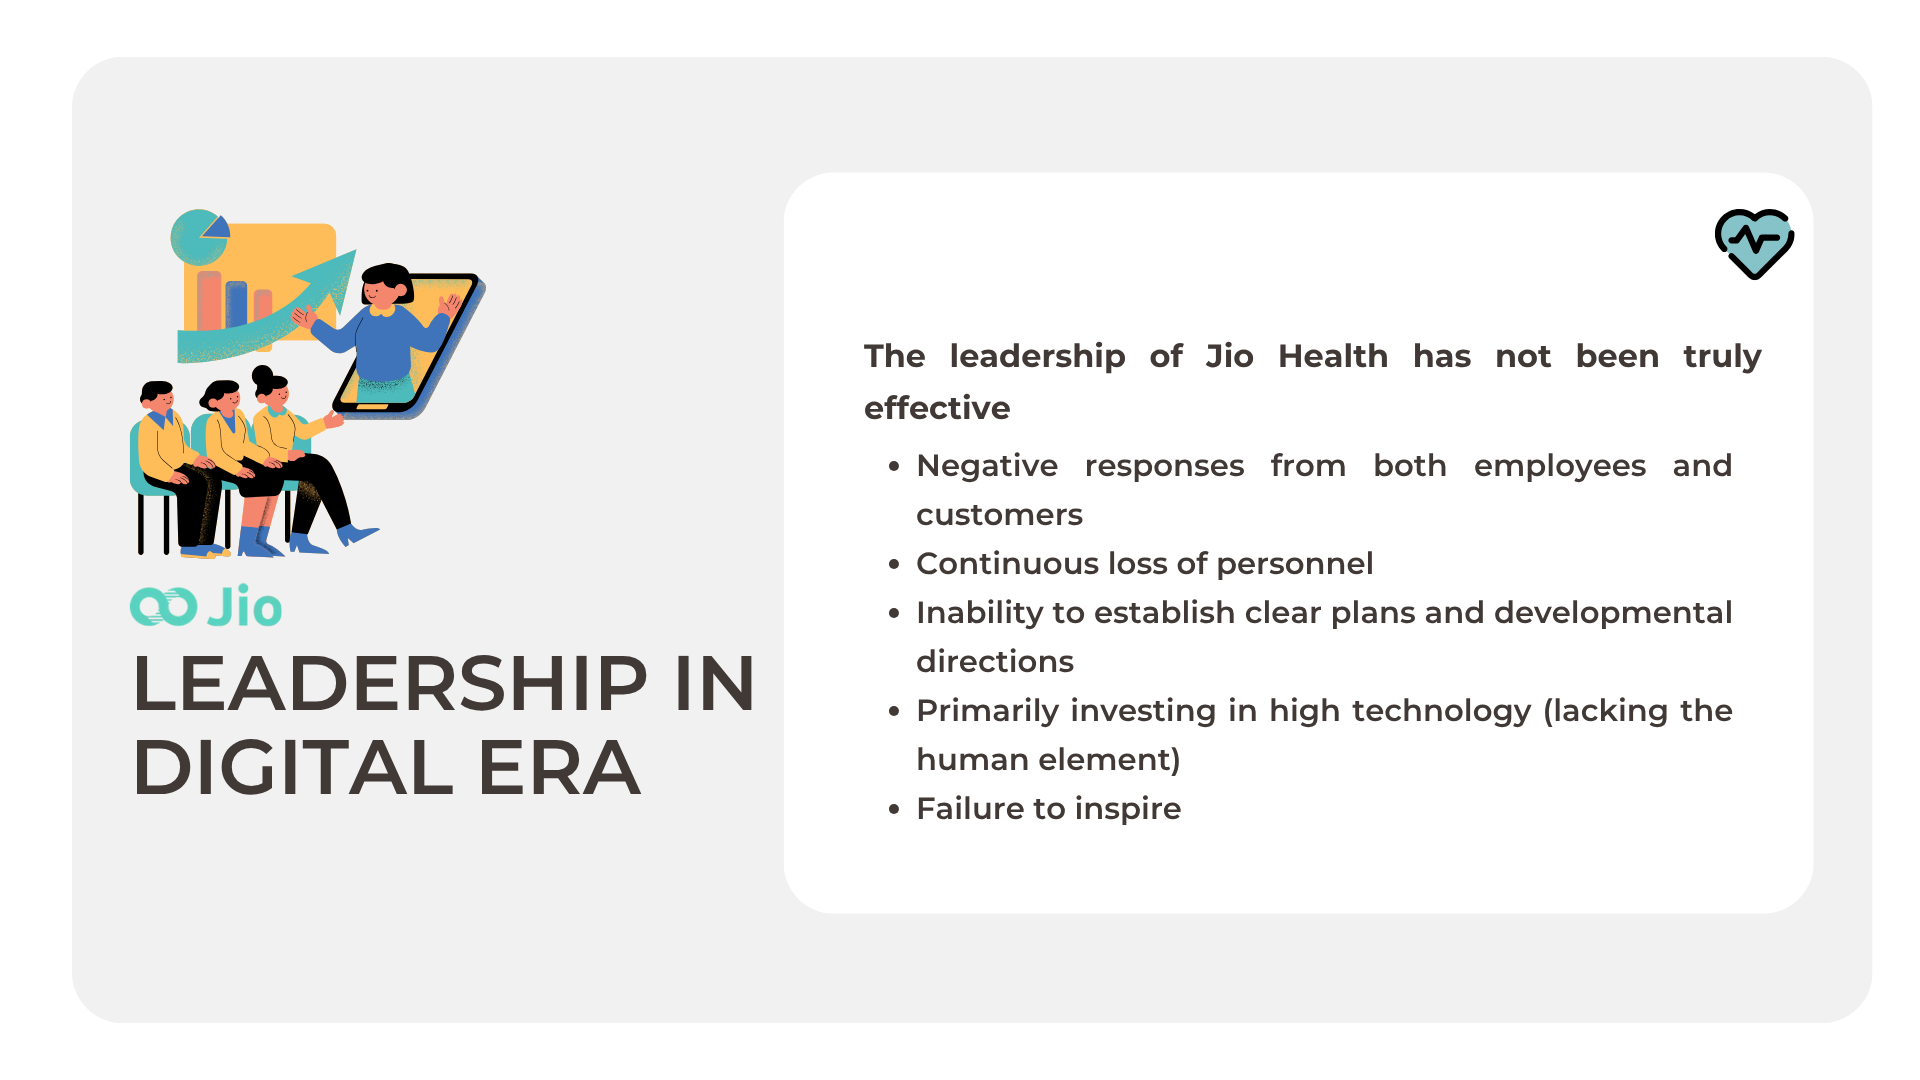 Jio
LEADERSHIP IN
DIGITAL ERA
The leadership of Jio Health has not been truly
effective
• Negative responses from both employees and
customers
• Continuous loss of personnel
• Inability to establish clear plans and developmental
directions
• Primarily investing in high technology (lacking the
human element)
• Failure to inspire